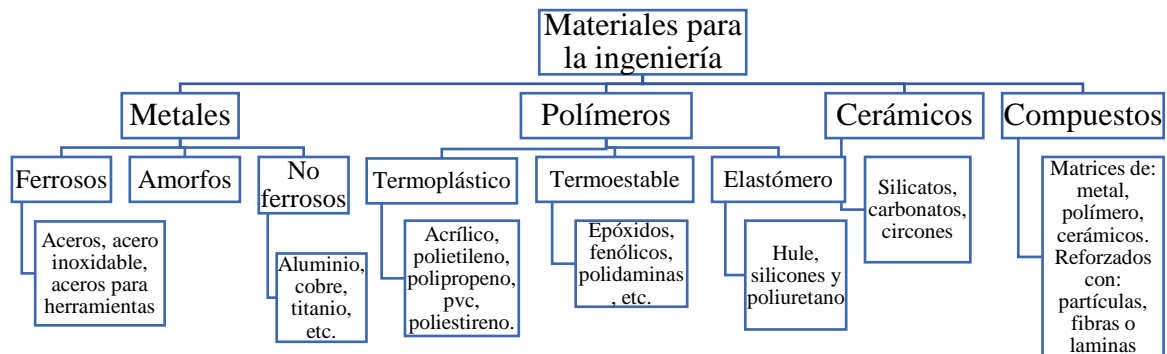 Materiales para
la ingeniería
Metales
Polímeros
Cerámicos
Compuestos
Ferrosos
Amorfos
No
ferrosos
Termoplástico
Termoestable
Elastómero
Silicatos,
carbonatos,
circones
Matrices de:
metal,
polímero,
cerámicos.
Reforzados
con:
partículas,
fibras o
laminas
Aceros, acero
inoxidable,
aceros para
herramientas
Aluminio,
cobre,
titanio,
etc.
Acrílico,
polietileno,
polipropeno,
pvc,
poliestireno.
Epóxidos,
fenólicos,
polidaminas
, etc.
Hule,
silicones y
poliuretano